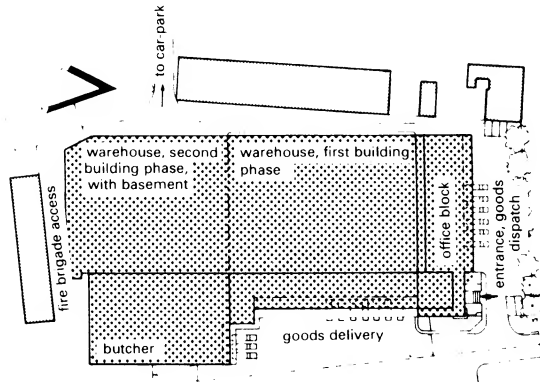 to car-park
warehouse, second
building phase,
with basement
warehouse, first building
phase
fire brigade access
office block
entrance, goods
dispatch
butcher
goods delivery